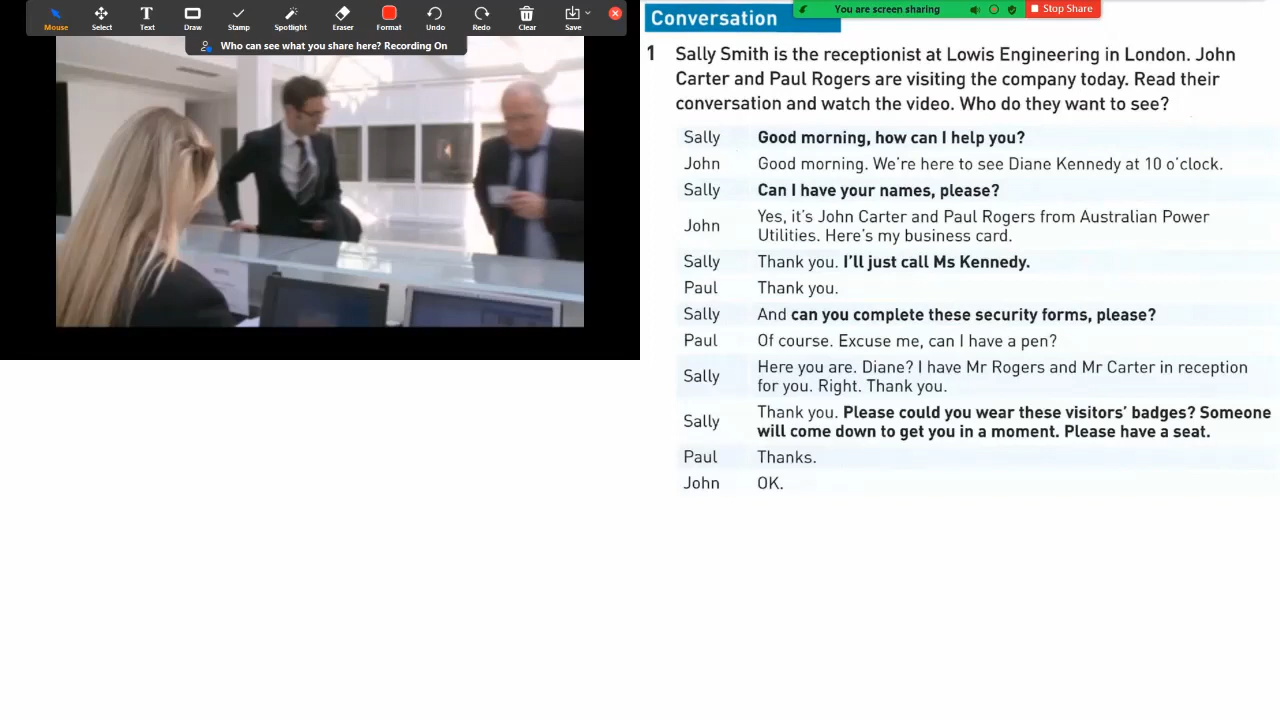 Mouse Select Text Draw Stamp Spotlight Eraser Format Undo Redo Clear Save
Who can see what you share here? Recording On
You are screen sharing Stop Share
Conversation
1 Sally Smith is the receptionist at Lowis Engineering in London. John
Carter and Paul Rogers are visiting the company today. Read their
conversation and watch the video. Who do they want to see?
Sally Good morning, how can I help you?
John Good morning. We're here to see Diane Kennedy at 10 o'clock.
Sally Can I have your names, please?
John Yes, it's John Carter and Paul Rogers from Australian Power
Utilities. Here's my business card.
Sally Thank you. I'll just call Ms Kennedy.
Paul Thank you.
Sally And can you complete these security forms, please?
Paul Of course. Excuse me, can I have a pen?
Sally Here you are. Diane? I have Mr Rogers and Mr Carter in reception
for you. Right. Thank you.
Sally Thank you. Please could you wear these visitors' badges? Someone
will come down to get you in a moment. Please have a seat.
Paul Thanks.
John OK.